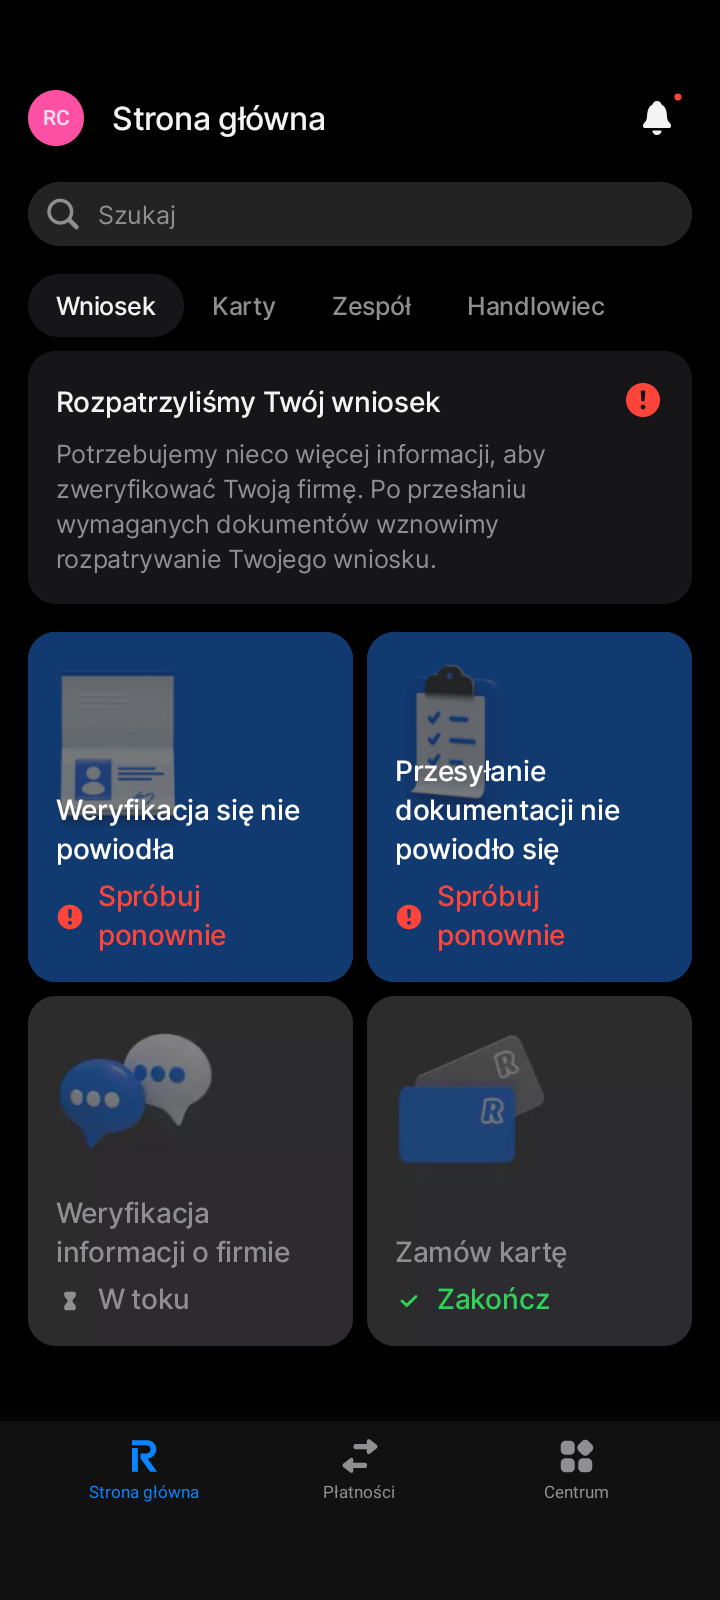 RC
Strona główna
Szukaj
Wniosek
Karty
Zespół
Handlowiec
Rozpatrzyliśmy Twój wniosek
Potrzebujemy nieco więcej informacji, aby
zweryfikować Twoją firmę. Po przesłaniu
wymaganych dokumentów wznowimy
rozpatrywanie Twojego wniosku.
Weryfikacja się nie
powiodła
Spróbuj
ponownie
Przesyłanie
dokumentacji nie
powiodło się
Spróbuj
ponownie
Weryfikacja
informacji o firmie
W toku
R
R
Zamów kartę
Zakończ
R
Strona główna
Płatności
Centrum